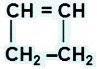 CH = CH
CH₂ – CH₂